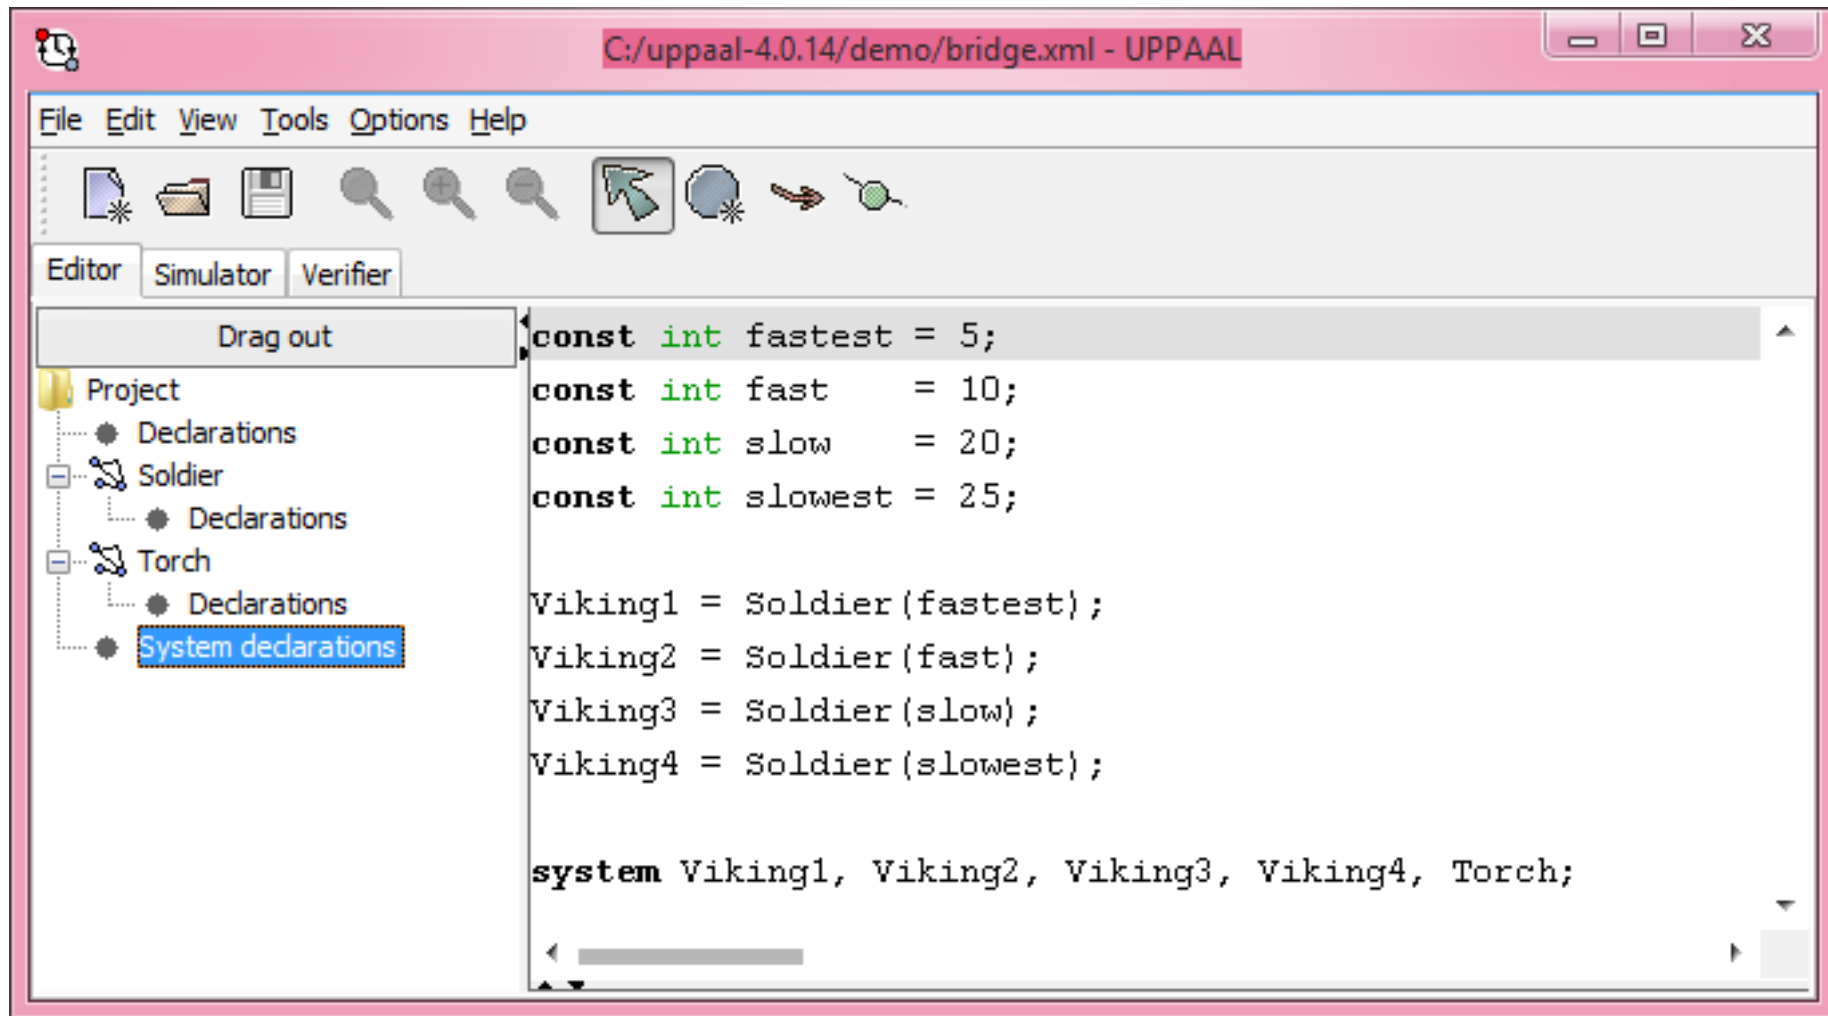 C:/uppaal-4.0.14/demo/bridge.xml - UPPAAL
File Edit View Tools Options Help
Editor Simulator Verifier
Drag out
Project
Declarations
Soldier
Declarations
Torch
Declarations
System declarations
const int fastest = 5;
const int fast    = 10;
const int slow    = 20;
const int slowest = 25;
Viking1 = Soldier(fastest);
Viking2 = Soldier(fast);
Viking3 = Soldier(slow);
Viking4 = Soldier(slowest);
system Viking1, Viking2, Viking3, Viking4, Torch;